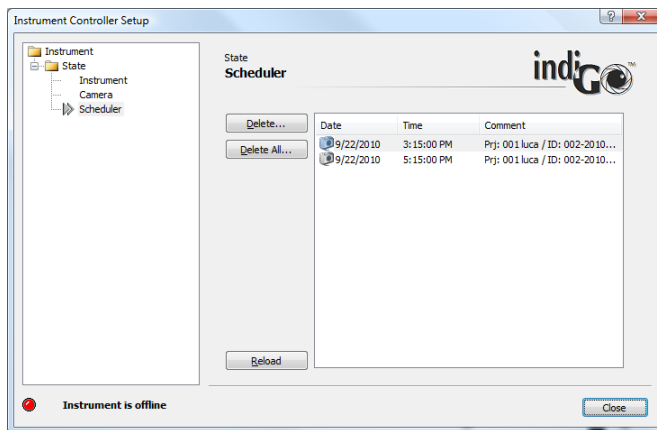 Instrument Controller Setup
Instrument
State
Instrument
Camera
Scheduler
State
Scheduler
indiGo™
Delete...
Delete All...
Date Time Comment
9/22/2010 3:15:00 PM Prj: 001 luca / ID: 002-2010...
9/22/2010 5:15:00 PM Prj: 001 luca / ID: 002-2010...
Reload
Instrument is offline
Close